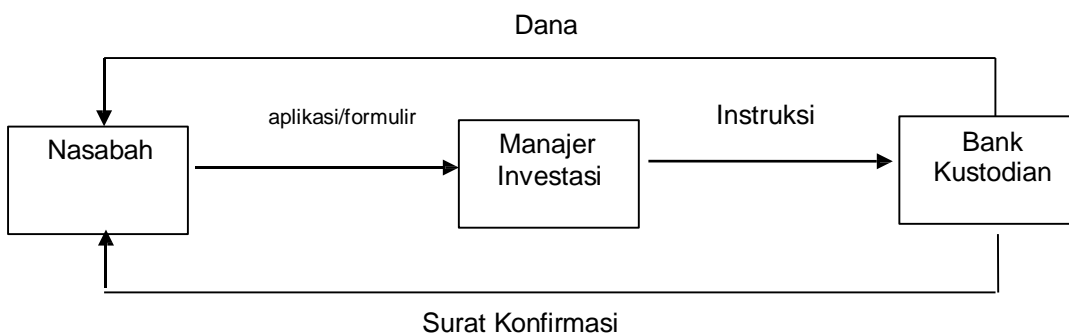 Dana
aplikasi/formulir
Instruksi
Nasabah
Manajer
Investasi
Bank
Kustodian
Surat Konfirmasi